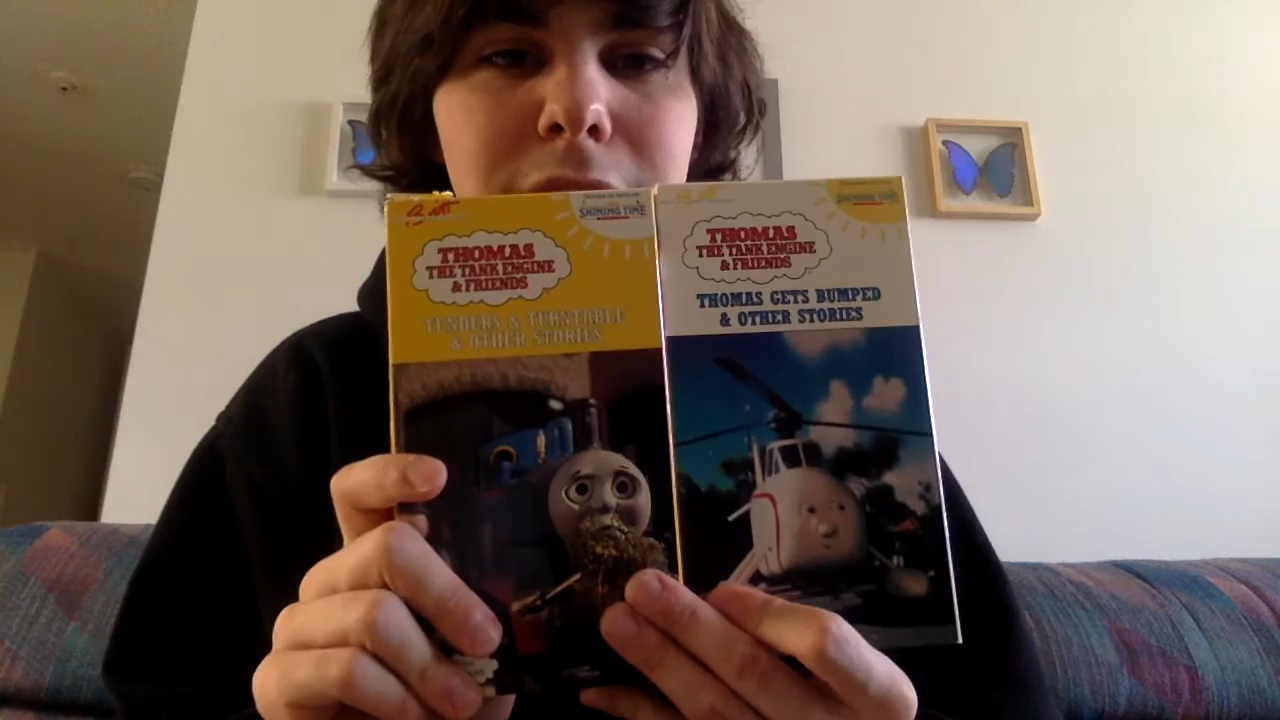 SHINING TIME
THOMAS
THE TANK ENGINE
& FRIENDS
TENDERS & TURNTABLE
& OTHER STORIES
SHINING TIME
THOMAS
THE TANK ENGINE
& FRIENDS
THOMAS GETS BUMPED
& OTHER STORIES